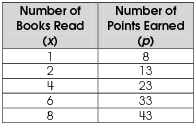 Number of Number of
Books Read Points Earned
(x) (p)
1 8
2 13
4 23
6 33
8 43